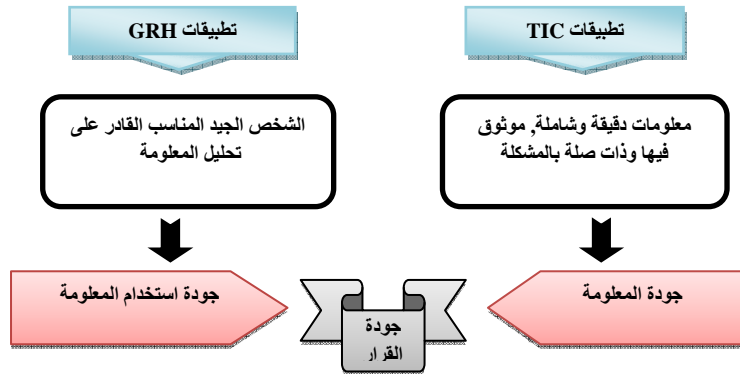 تطبيقات TIC
تطبيقات GRH
معلومات دقيقة وشاملة, موثوق
فيها وذات صلة بالمشكلة
الشخص الجيد المناسب القادر على
تحليل المعلومة
جودة المعلومة
جودة استخدام المعلومة
جودة
القرار